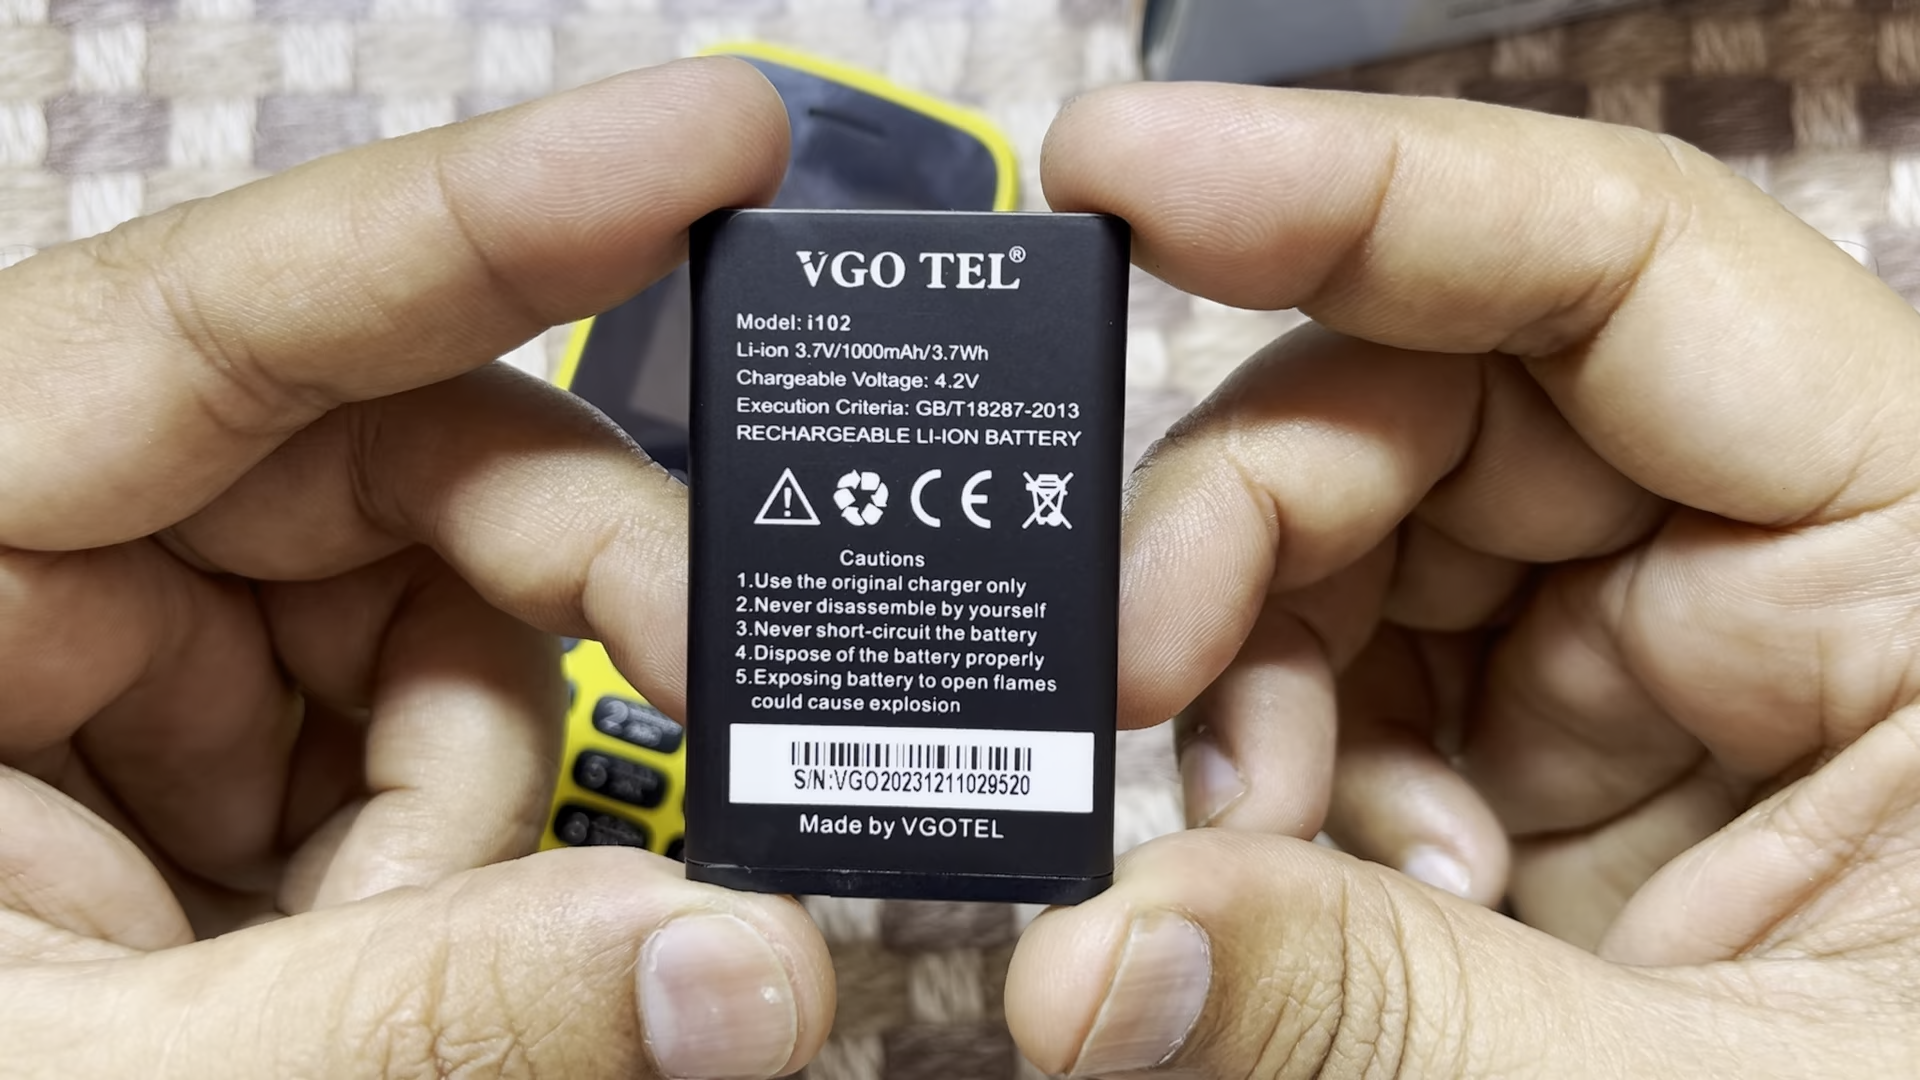 VGO TEL®
Model: i102
Li-ion 3.7V/1000mAh/3.7Wh
Chargeable Voltage: 4.2V
Execution Criteria: GB/T18287-2013
RECHARGEABLE LI-ION BATTERY
CE
Cautions
1.Use the original charger only
2.Never disassemble by yourself
3.Never short-circuit the battery
4.Dispose of the battery properly
5.Exposing battery to open flames
could cause explosion
S/N:VGO20231211029520
Made by VGOTEL
2
5